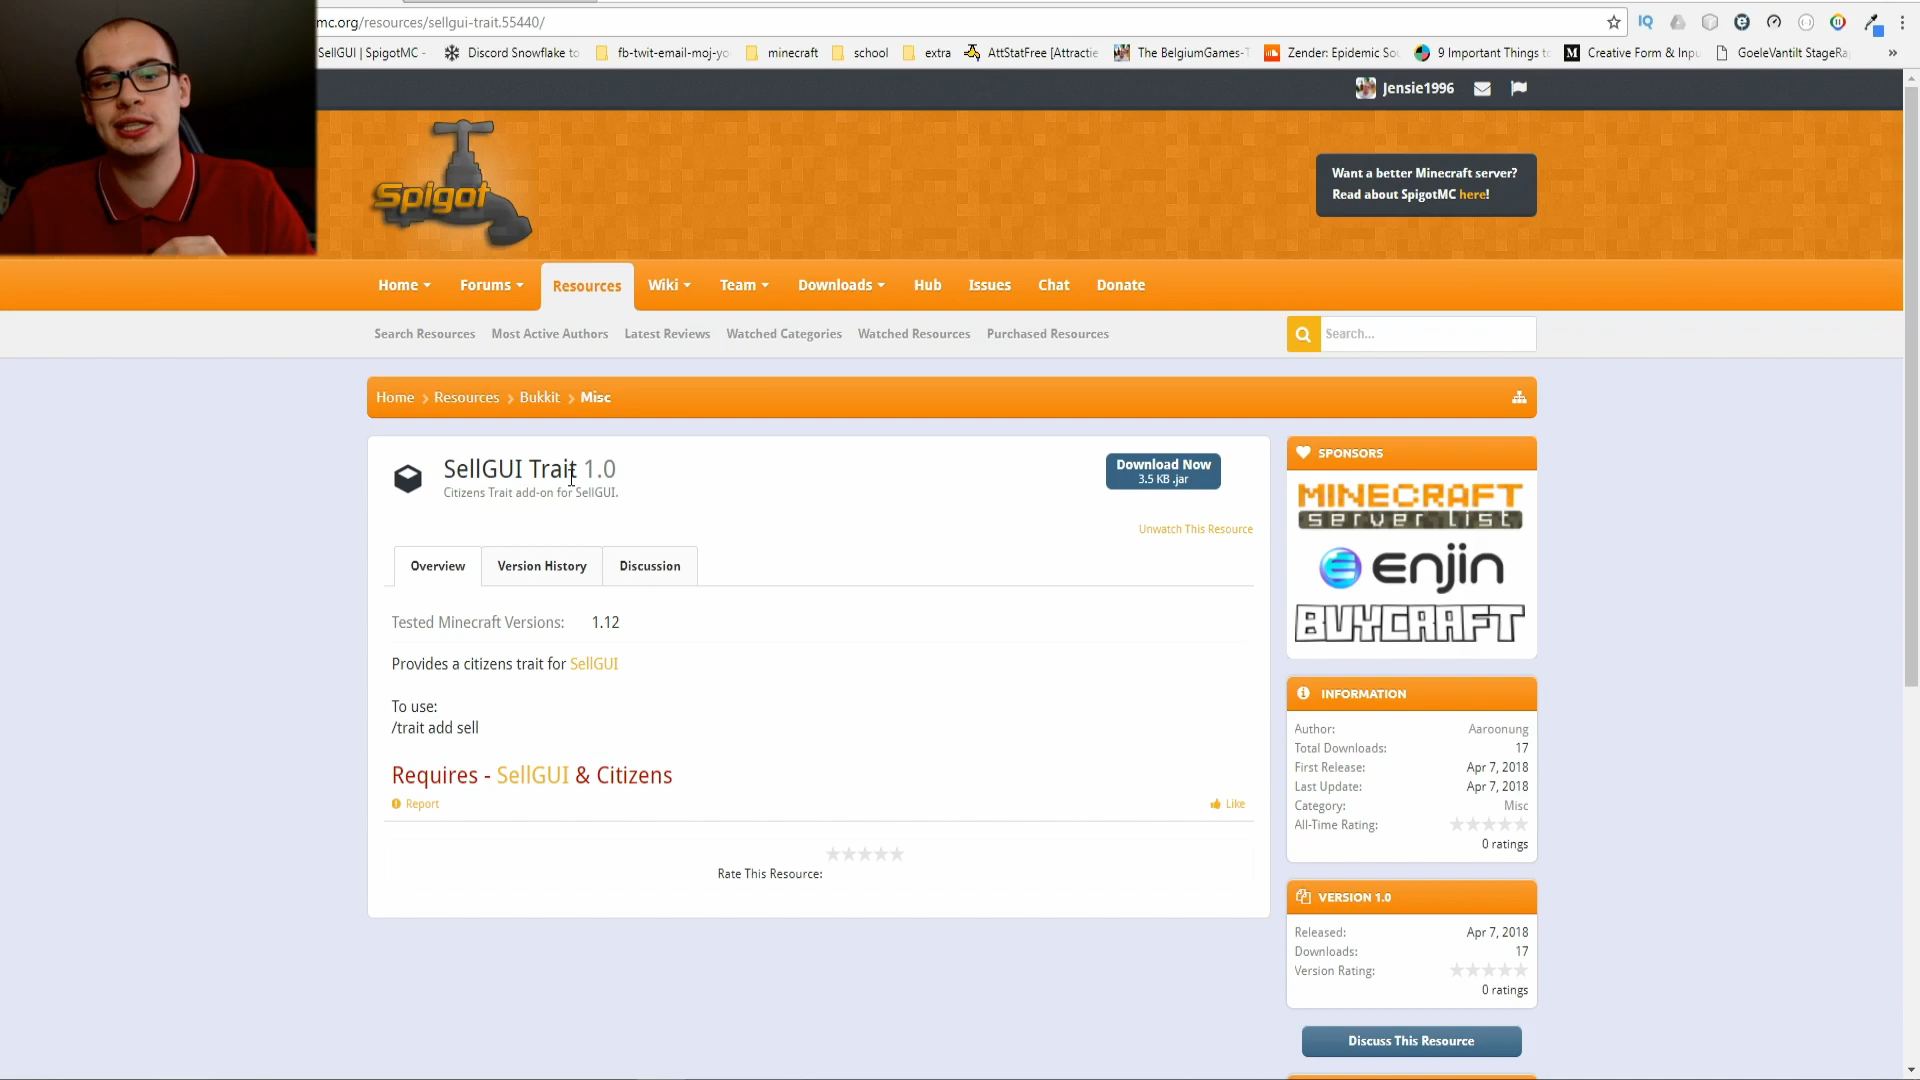 mc.org/resources/sellgui-trait.55440/
SellGUI | SpigotMC -
Discord Snowflake to
fb-twit-email-moj-yo
minecraft
school
extra
AttStatFree [Attractie
The BelgiumGames-T
Zender: Epidemic Sou
9 Important Things to
Creative Form & Inpu
GoeleVantilt StageRa
»
Jensie1996
Spigot
Want a better Minecraft server?
Read about SpigotMC here!
Home
Forums
Resources
Wiki
Team
Downloads
Hub
Issues
Chat
Donate
Search Resources
Most Active Authors
Latest Reviews
Watched Categories
Watched Resources
Purchased Resources
Search...
Home
Resources
Bukkit
Misc
SellGUI Trait 1.0
Citizens Trait add-on for SellGUI.
Download Now
3.5 KB .jar
Unwatch This Resource
Overview
Version History
Discussion
Tested Minecraft Versions: 1.12
Provides a citizens trait for SellGUI
To use:
/trait add sell
Requires - SellGUI & Citizens
Report
Like
Rate This Resource:
SPONSORS
MINECRAFT
server list
enjin
BUYCRAFT
INFORMATION
Author: Aaroonung
Total Downloads: 17
First Release: Apr 7, 2018
Last Update: Apr 7, 2018
Category: Misc
All-Time Rating:
0 ratings
VERSION 1.0
Released: Apr 7, 2018
Downloads: 17
Version Rating:
0 ratings
Discuss This Resource